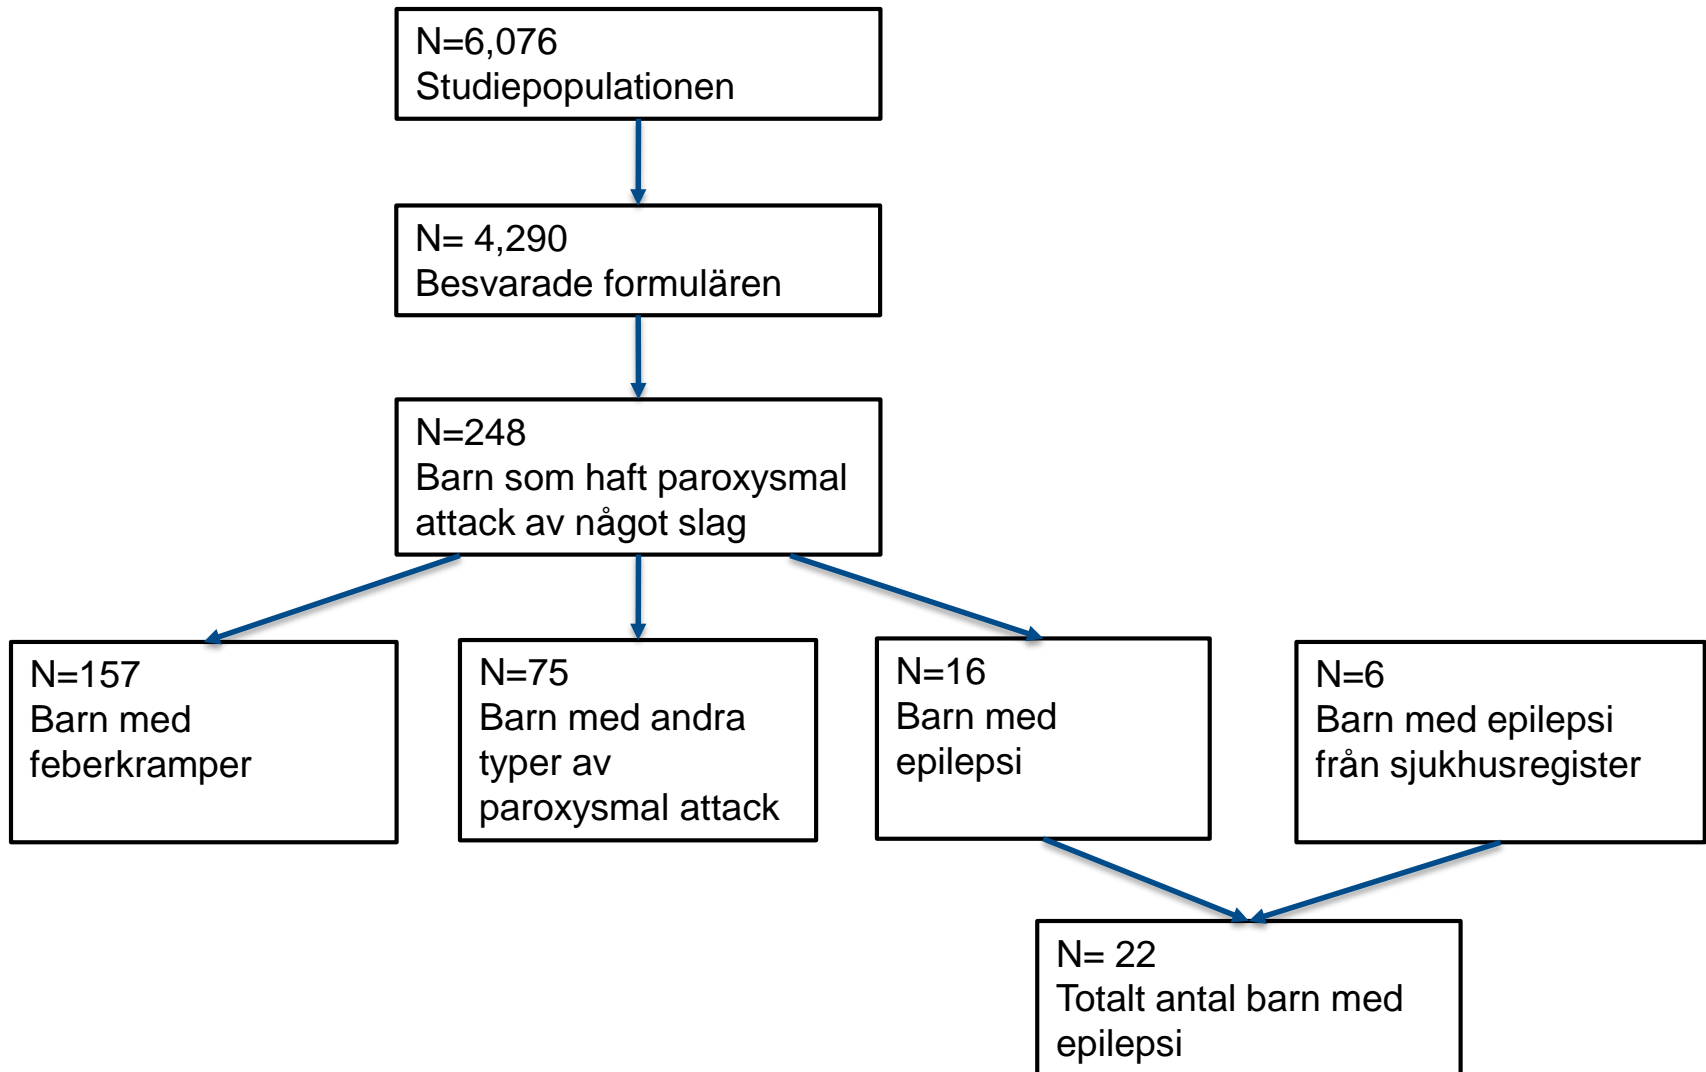 N=6,076
Studiepopulationen
N= 4,290
Besvarade formulären
N=248
Barn som haft paroxysmal
attack av något slag
N=157
Barn med
feberkramper
N=75
Barn med andra
typer av
paroxysmal attack
N=16
Barn med
epilepsi
N=6
Barn med epilepsi
från sjukhusregister
N= 22
Totalt antal barn med
epilepsi